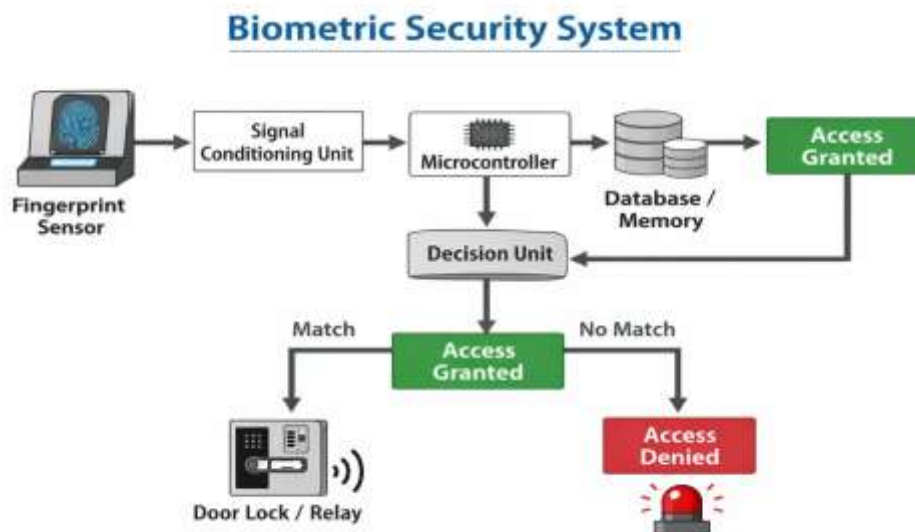 Biometric Security System
Signal
Conditioning Unit
Microcontroller
Access
Granted
Fingerprint
Sensor
Database /
Memory
Decision Unit
Match
No Match
Access
Granted
Access
Denied
Door Lock / Relay